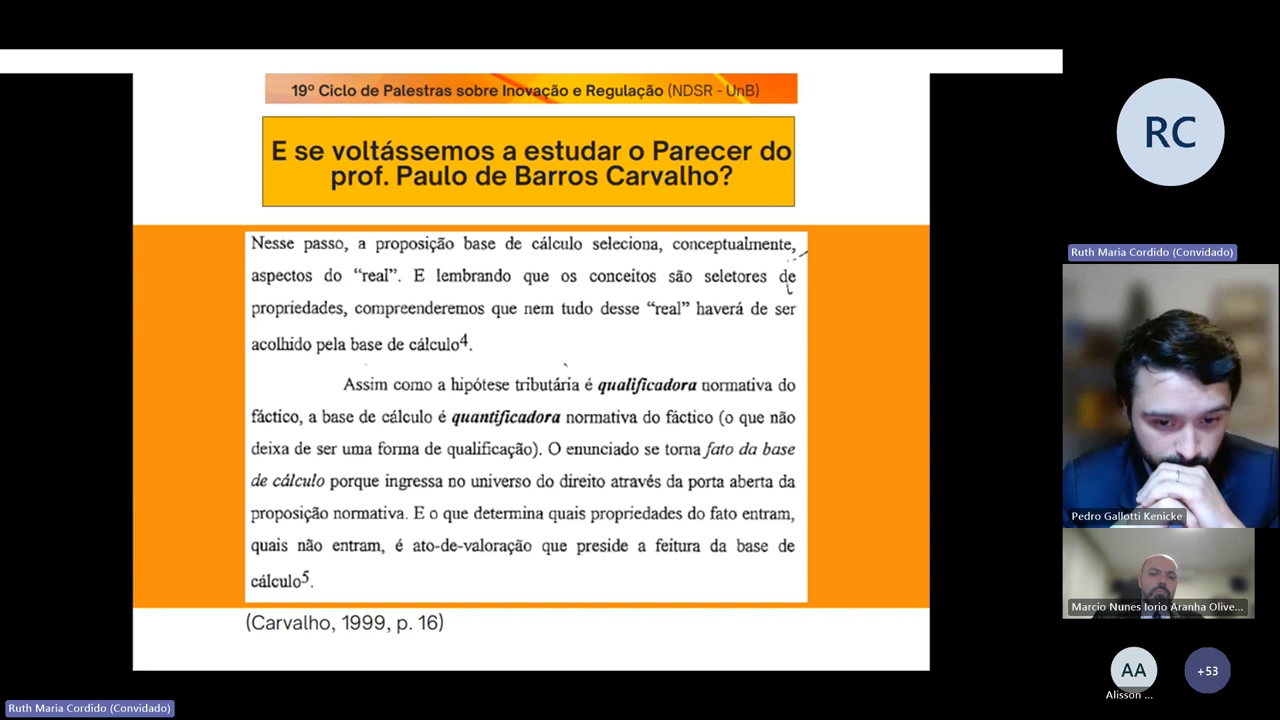 19º Ciclo de Palestras sobre Inovação e Regulação (NDSR - UnB)
E se voltássemos a estudar o Parecer do
prof. Paulo de Barros Carvalho?
Nesse passo, a proposição base de cálculo seleciona, conceptualmente,
aspectos do “real”. E lembrando que os conceitos são seletores de
propriedades, compreenderemos que nem tudo desse “real” haverá de ser
acolhido pela base de cálculo4.
Assim como a hipótese tributária é qualificadora normativa do
fáctico, a base de cálculo é quantificadora normativa do fáctico (o que não
deixa de ser uma forma de qualificação). O enunciado se torna fato da base
de cálculo porque ingressa no universo do direito através da porta aberta da
proposição normativa. E o que determina quais propriedades do fato entram,
quais não entram, é ato-de-valoração que preside a feitura da base de
cálculo5.
(Carvalho, 1999, p. 16)
RC
Ruth Maria Cordido (Convidado)
Pedro Gallotti Kenicke
Marcio Nunes Iorio Aranha Olive...
AA
+53
Alisson ...
Ruth Maria Cordido (Convidado)